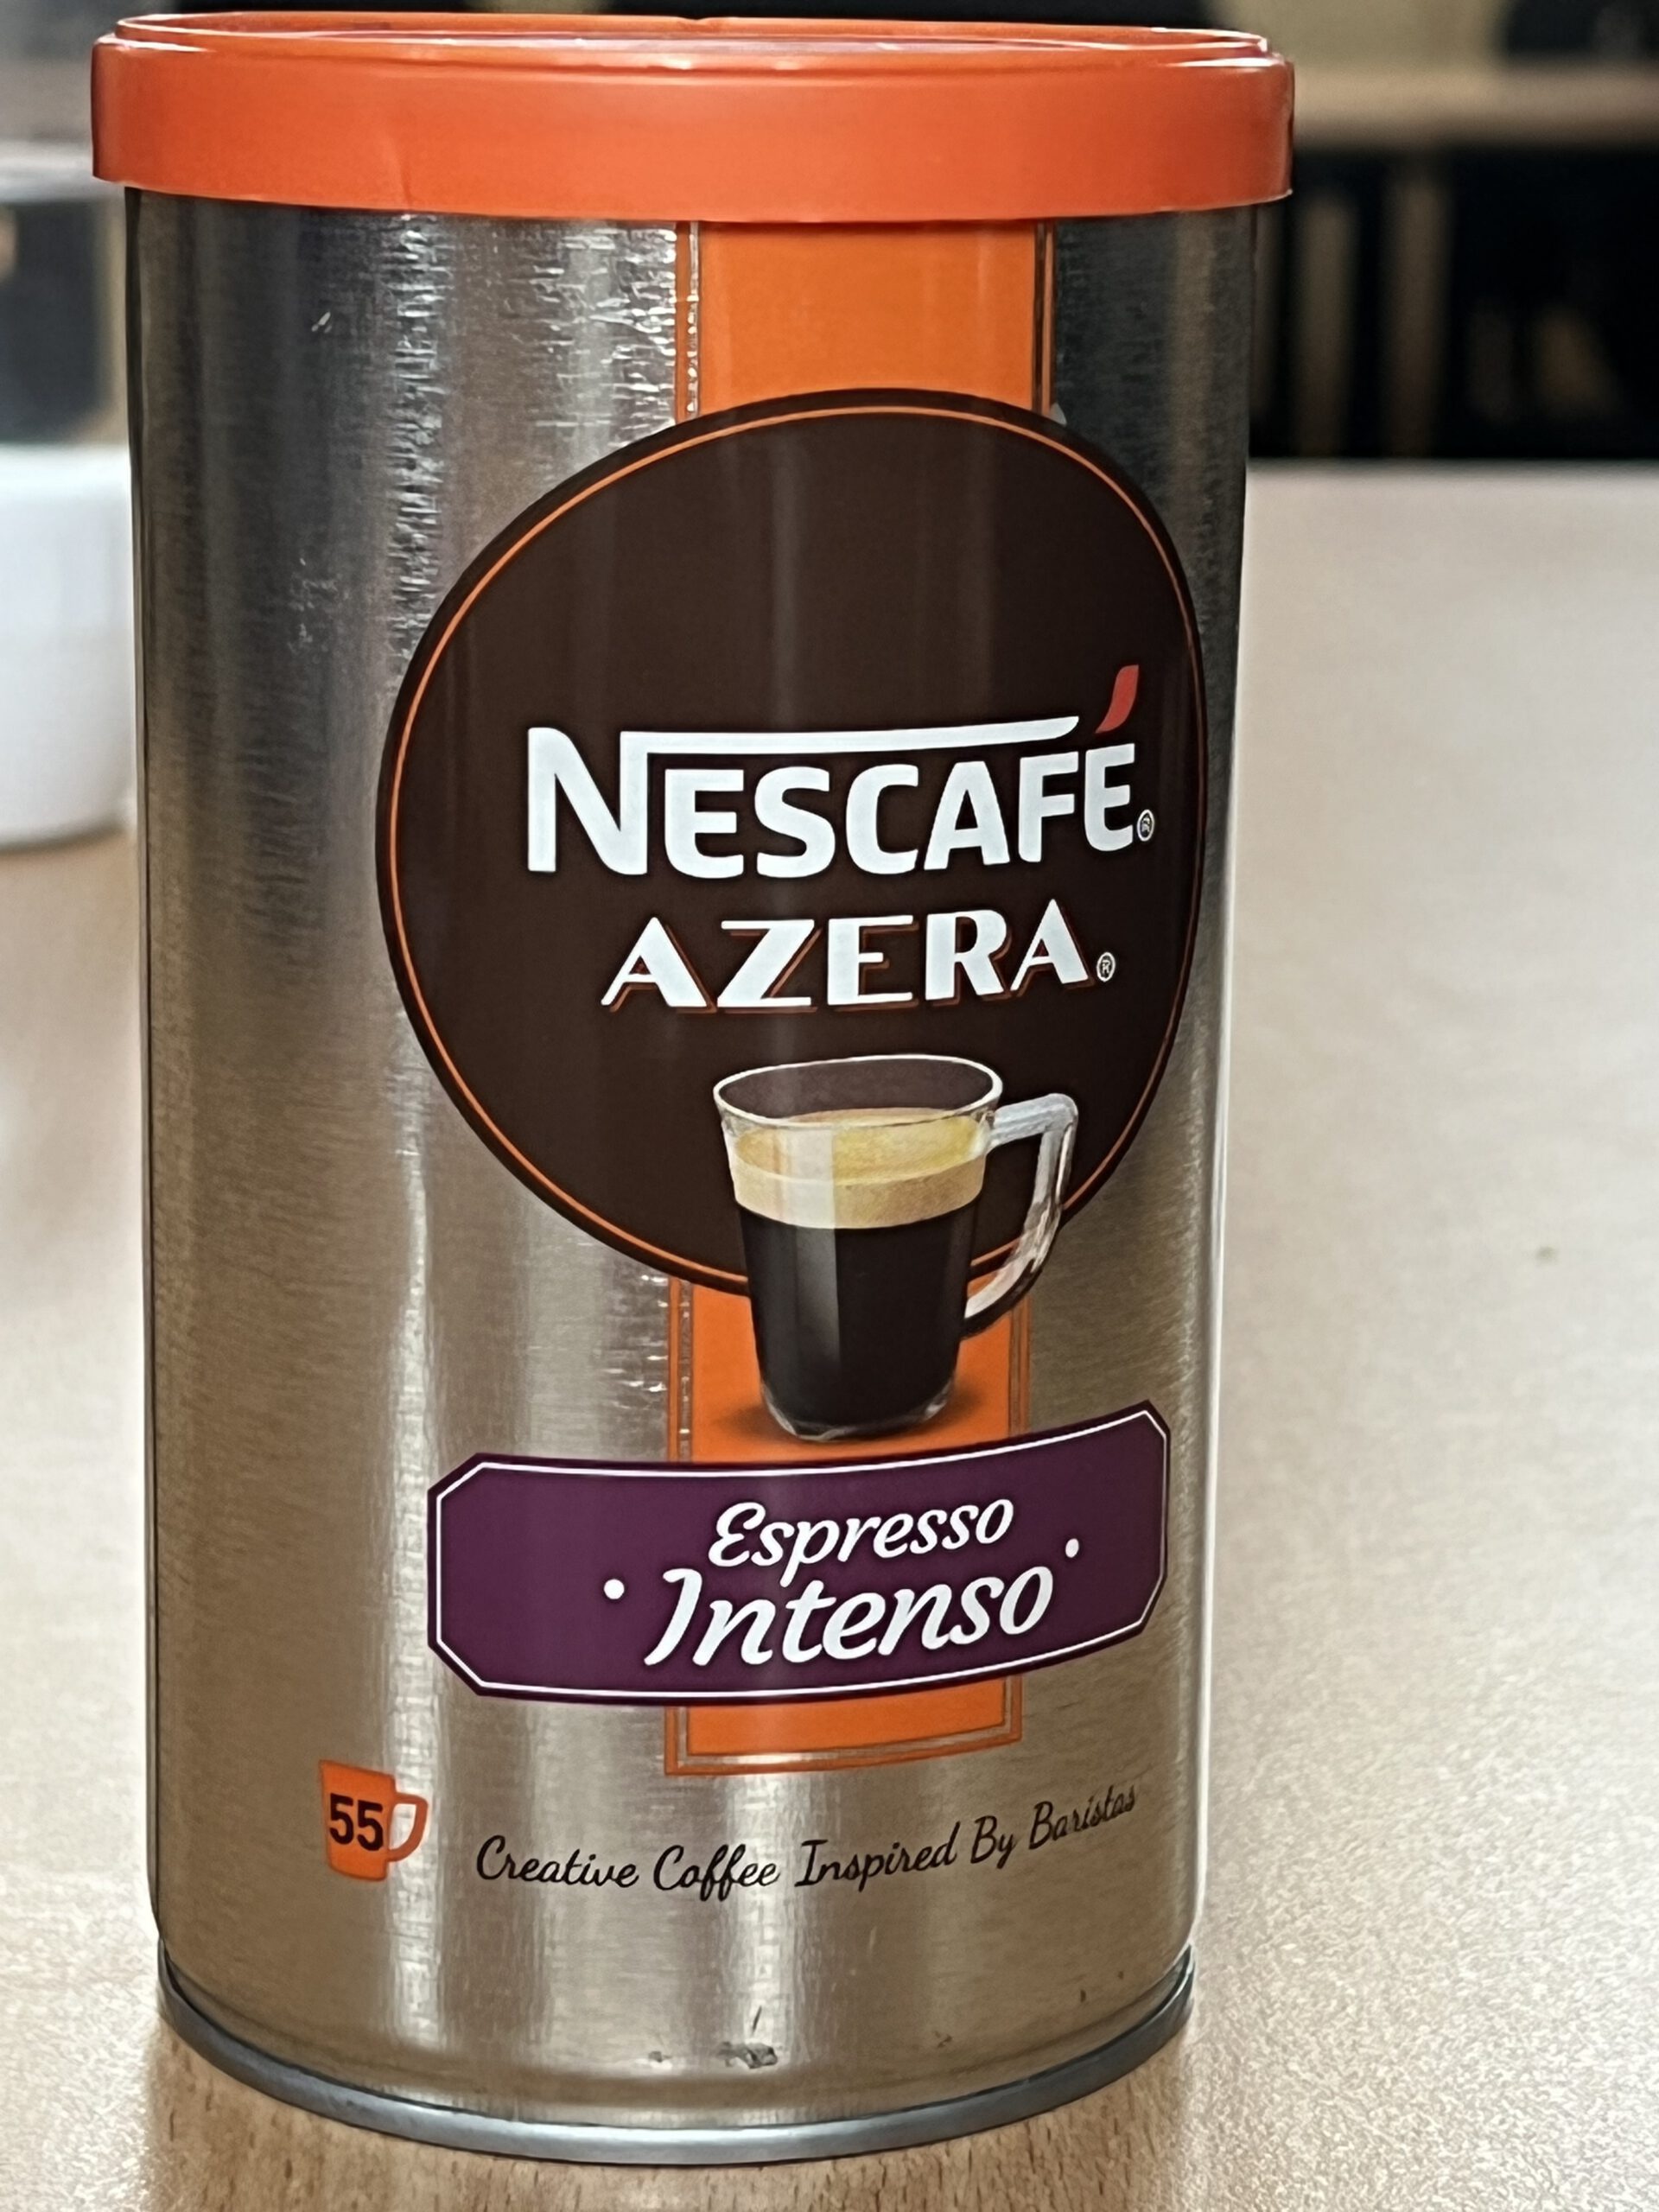 NESCAFÉ®
AZERA®
Espresso
• Intenso •
55
Creative Coffee Inspired By Baristas